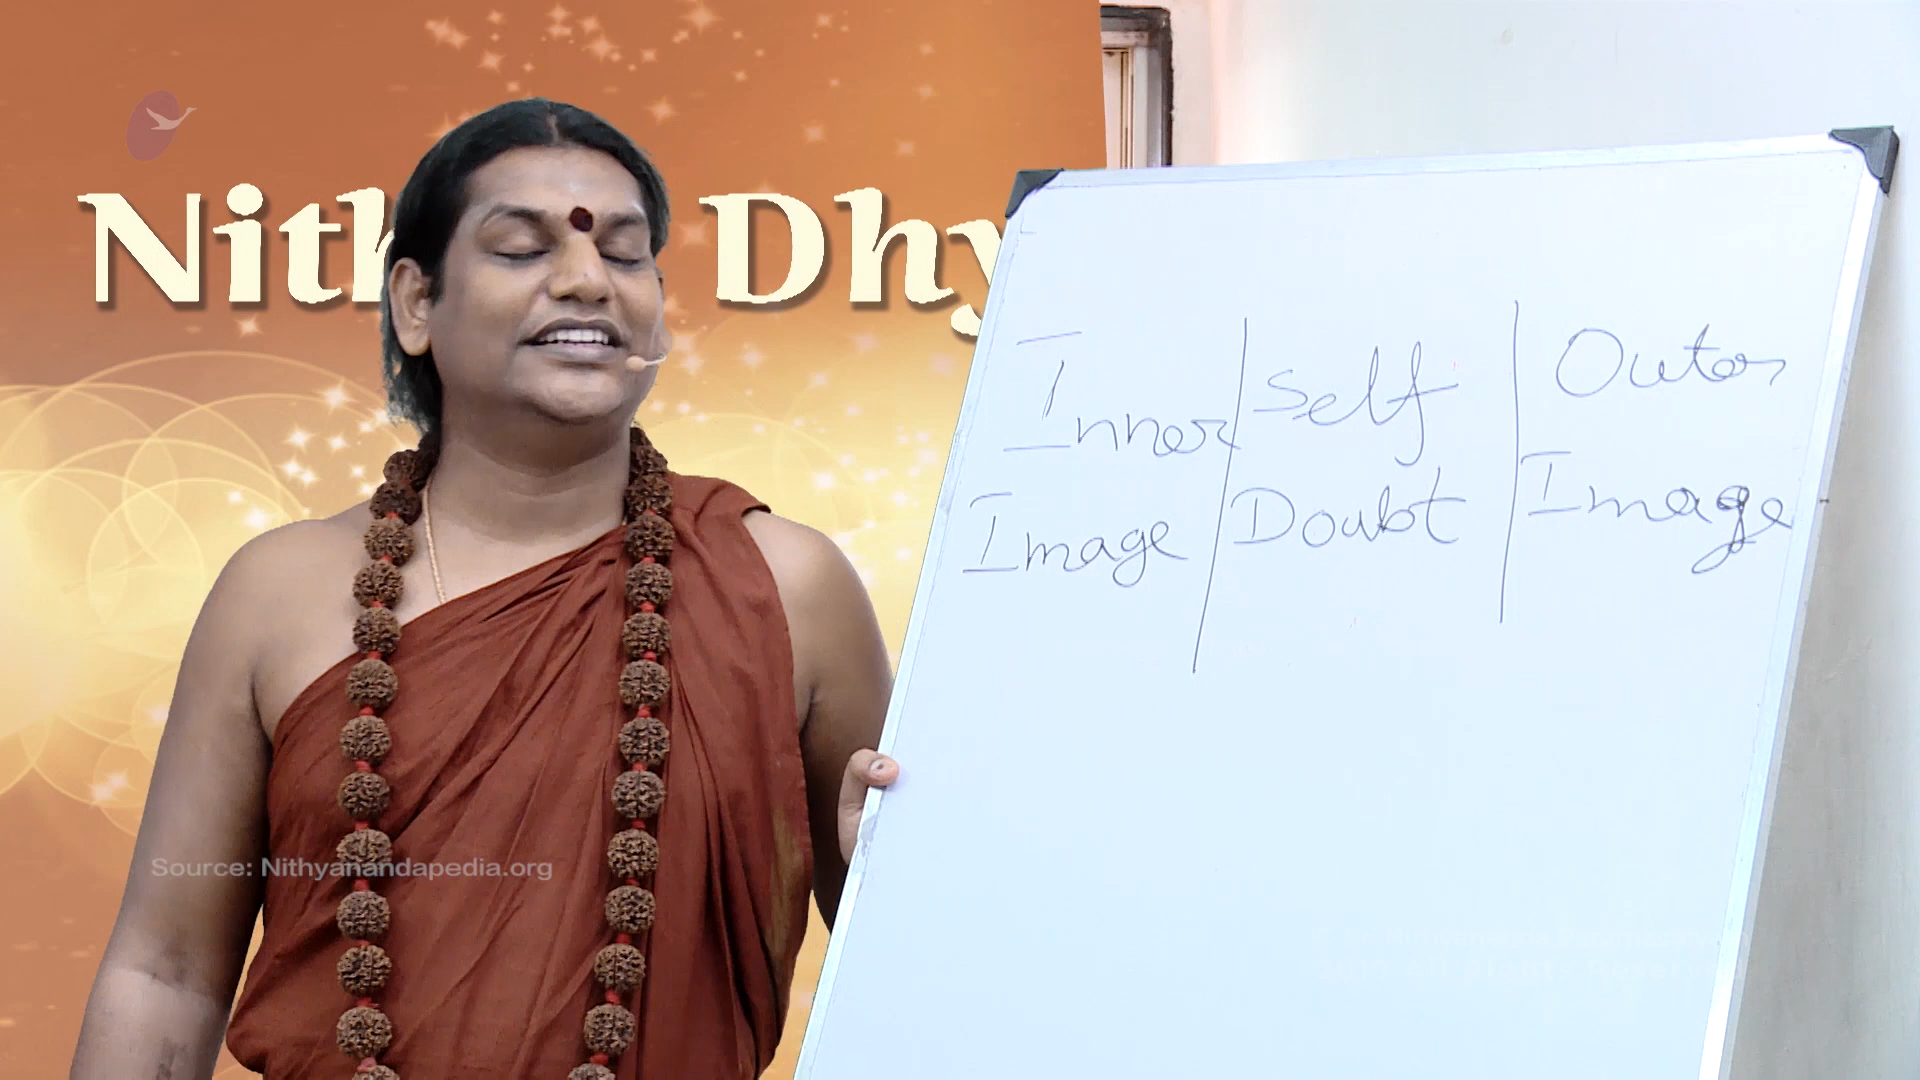 Nith Dhy
Inner | Self | Outer
Image | Doubt | Image
Source: Nithyanandapedia.org